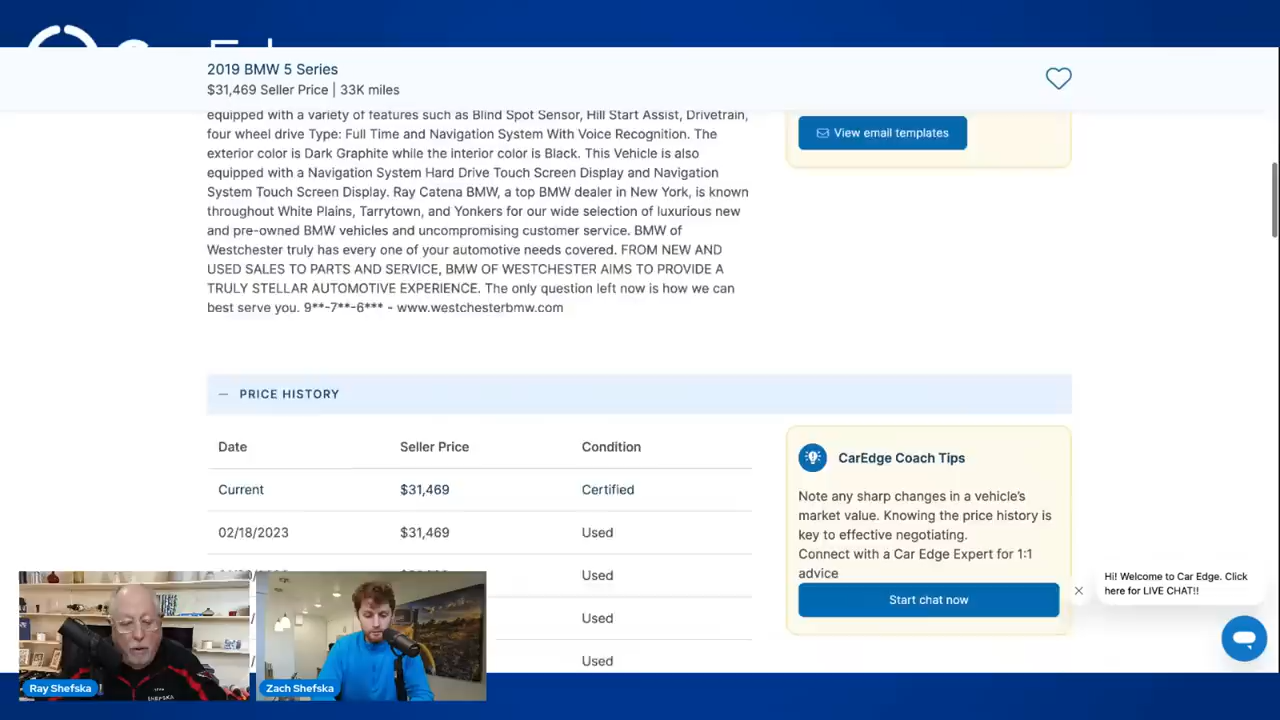 2019 BMW 5 Series
$31,469 Seller Price | 33K miles
equipped with a variety of features such as Blind Spot Sensor, Hill Start Assist, Drivetrain,
four wheel drive Type: Full Time and Navigation System With Voice Recognition. The
exterior color is Dark Graphite while the interior color is Black. This Vehicle is also
equipped with a Navigation System Hard Drive Touch Screen Display and Navigation
System Touch Screen Display. Ray Catena BMW, a top BMW dealer in New York, is known
throughout White Plains, Tarrytown, and Yonkers for our wide selection of luxurious new
and pre-owned BMW vehicles and uncompromising customer service. BMW of
Westchester truly has every one of your automotive needs covered. FROM NEW AND
USED SALES TO PARTS AND SERVICE, BMW OF WESTCHESTER AIMS TO PROVIDE A
TRULY STELLAR AUTOMOTIVE EXPERIENCE. The only question left now is how we can
best serve you. 9**-7**-6*** - www.westchesterbmw.com
View email templates
PRICE HISTORY
Date Seller Price Condition
Current $31,469 Certified
02/18/2023 $31,469 Used
Used
Used
Used
CarEdge Coach Tips
Note any sharp changes in a vehicle's
market value. Knowing the price history is
key to effective negotiating.
Connect with a Car Edge Expert for 1:1
advice
Start chat now
Hi! Welcome to Car Edge. Click
here for LIVE CHAT!!
Ray Shefska
Zach Shefska